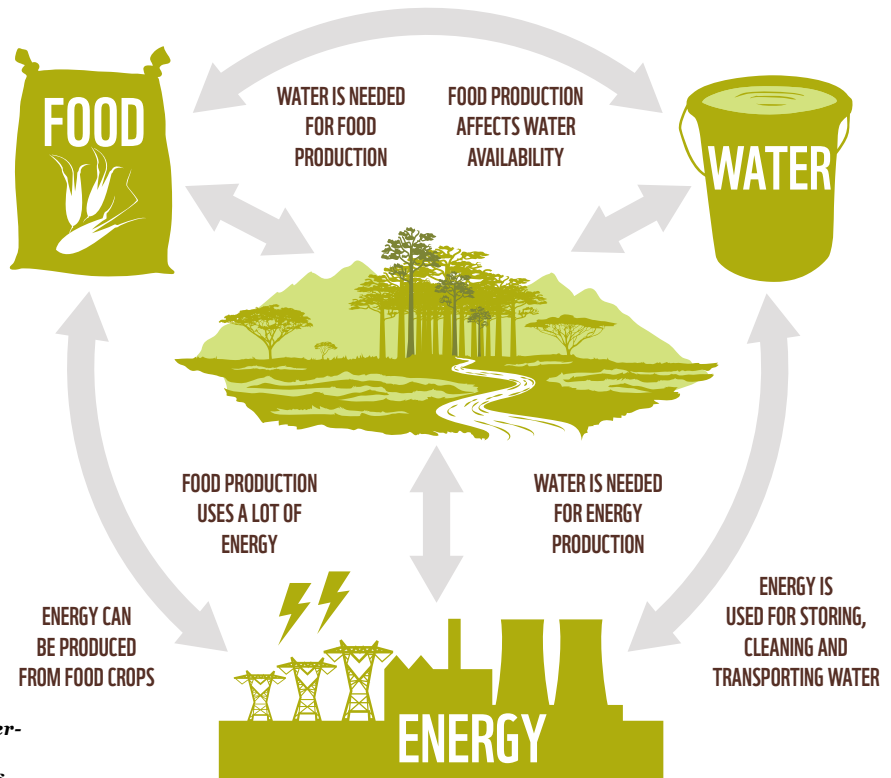 FOOD
WATER IS NEEDED
FOR FOOD
PRODUCTION
FOOD PRODUCTION
AFFECTS WATER
AVAILABILITY
WATER
FOOD PRODUCTION
USES A LOT OF
ENERGY
WATER IS NEEDED
FOR ENERGY
PRODUCTION
ENERGY CAN
BE PRODUCED
FROM FOOD CROPS
ENERGY IS
USED FOR STORING,
CLEANING AND
TRANSPORTING WATER
ENERGY